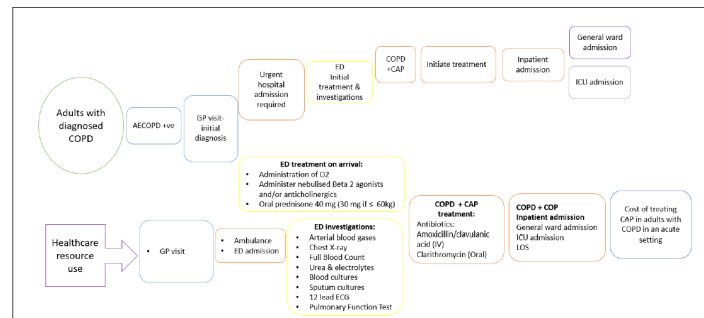 General ward
admission
ED
Initial
treatment &
investigations
COPD
+CAP
Initiate treatment
Inpatient
admission
Urgent
hospital
admission
required
ICU admission
Adults with
diagnosed
COPD
AECOPD +ve
GP visit-
initial
diagnosis
ED treatment on arrival:
• Administration of O2
• Administer nebulised Beta 2 agonists
and/or anticholinergics
• Oral prednisone 40 mg (30 mg if ≤ 60kg)
Healthcare
resource
use
• GP visit
• Ambulance
• ED admission
ED Investigations:
• Arterial blood gases
• Chest X-ray
• Full Blood Count
• Urea & electrolytes
• Blood cultures
• Sputum cultures
• 12 lead ECG
• Pulmonary Function Test
COPD + CAP
treatment:
Antibiotics:
Amoxicillin/clavulanic
acid (IV)
Clarithromycin (Oral)
COPD + COP
Inpatient admission
General ward admission
ICU admission
LOS
Cost of treating
CAP in adults with
COPD in an acute
setting